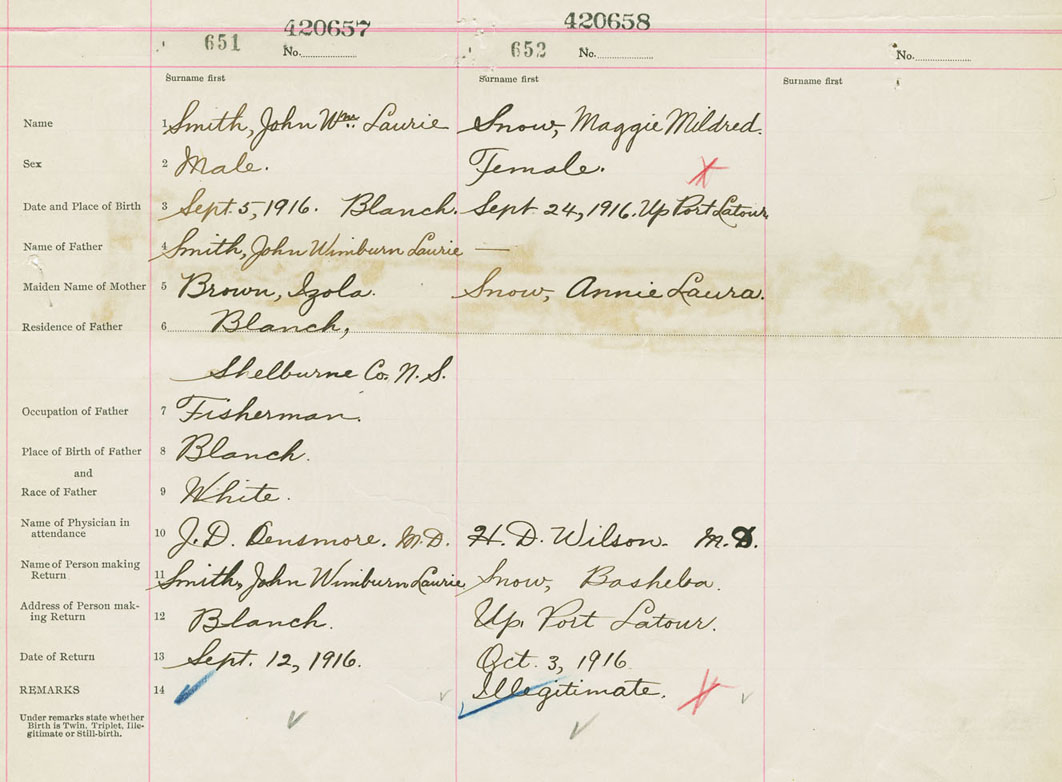 651 420657 652 420658
No. No. No.
Surname first Surname first Surname first
Name 1 Smith, John Wm. Laurie Snow, Maggie Mildred.
Sex 2 Male. Female.
Date and Place of Birth 3 Sept. 5, 1916. Blanch. Sept 24, 1916. Up Port Latour.
Name of Father 4 Smith, John Wimburn Laurie —
Maiden Name of Mother 5 Brown, Izola. Snow, Annie Laura.
Residence of Father 6 Blanch,
Shelburne Co. N.S.
Occupation of Father 7 Fisherman.
Place of Birth of Father 8 Blanch.
and
Race of Father 9 White.
Name of Physician in
attendance 10 J. D. Densmore. M.D. H. D. Wilson. M.D.
Name of Person making
Return 11 Smith, John Wimburn Laurie Snow, Basheba.
Address of Person mak-
ing Return 12 Blanch. Up. Port Latour.
Date of Return 13 Sept. 12, 1916. Oct. 3, 1916
REMARKS 14 Illegitimate.
Under remarks state whether
Birth is Twin, Triplet, Ille-
gitimate or Still-birth.